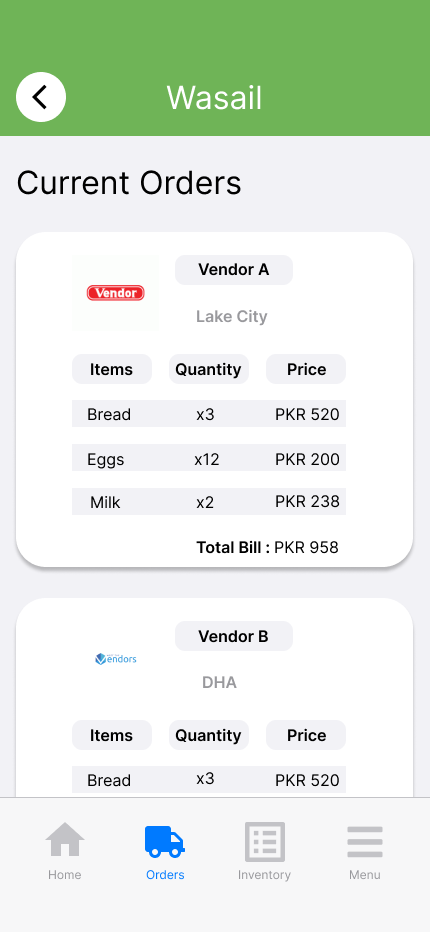 Wasail
Current Orders
Vendor
Vendor A
Lake City
Items Quantity Price
Bread x3 PKR 520
Eggs x12 PKR 200
Milk x2 PKR 238
Total Bill : PKR 958
endors
Vendor B
DHA
Items Quantity Price
Bread x3 PKR 520
Home Orders Inventory Menu